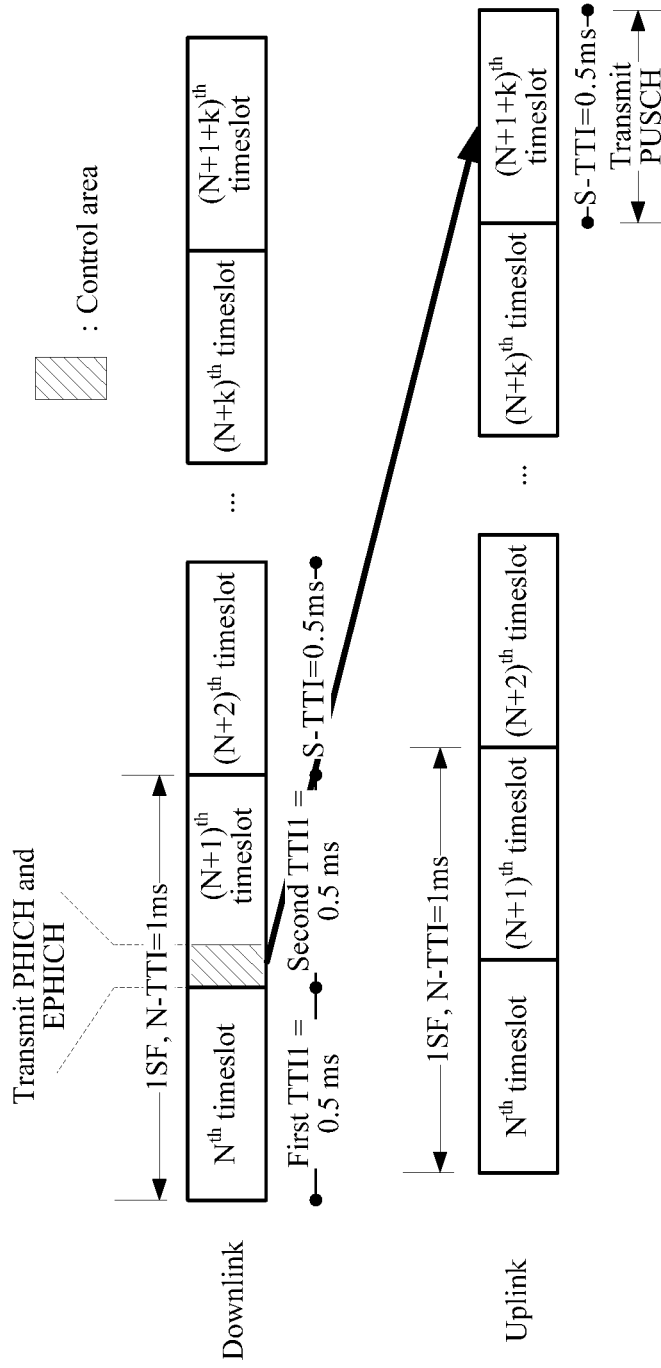 : Control area
Transmit PHICH and
EPHICH
1SF, N-TTI=1ms
Downlink
Nth timeslot
(N+1)th
timeslot
(N+2)th timeslot
...
(N+k)th timeslot
(N+1+k)th
timeslot
First TTI1 =
0.5 ms
Second TTI1 =
0.5 ms
S-TTI=0.5ms
1SF, N-TTI=1ms
Uplink
Nth timeslot
(N+1)th timeslot
(N+2)th timeslot
...
(N+k)th timeslot
(N+1+k)th
timeslot
S-TTI=0.5ms
Transmit
PUSCH